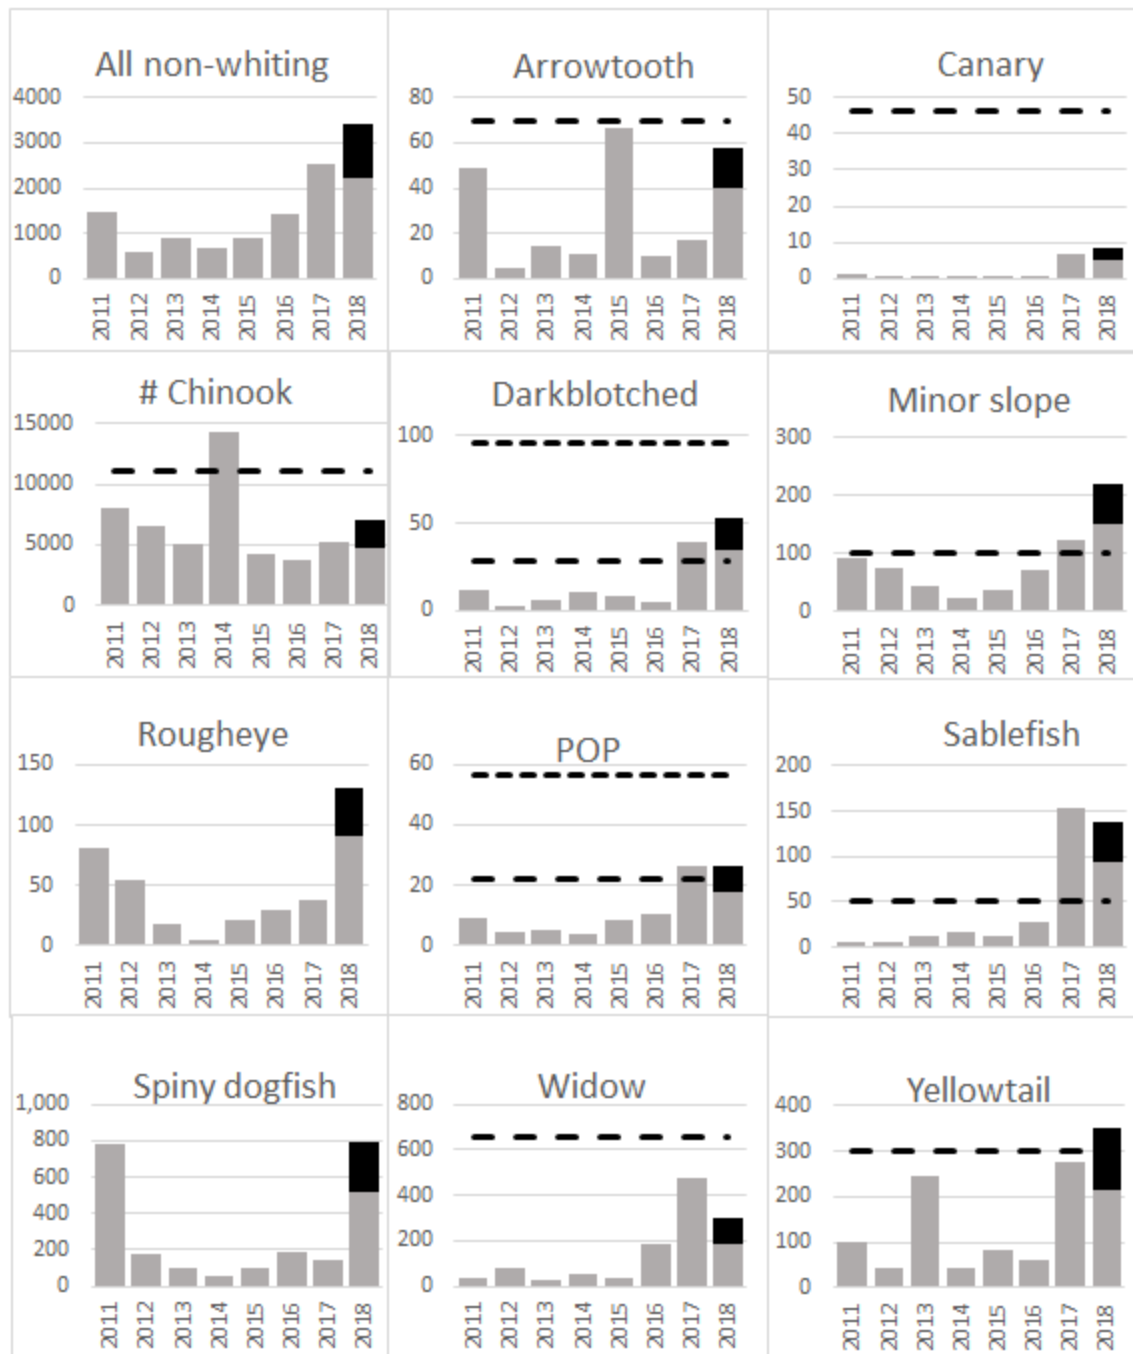 All non-whiting
4000
3000
2000
1000
0
2011 2012 2013 2014 2015 2016 2017 2018
Arrowtooth
80
60
40
20
0
2011 2012 2013 2014 2015 2016 2017 2018
Canary
50
40
30
20
10
0
2011 2012 2013 2014 2015 2016 2017 2018
# Chinook
15000
10000
5000
0
2011 2012 2013 2014 2015 2016 2017 2018
Darkblotched
100
50
0
2011 2012 2013 2014 2015 2016 2017 2018
Minor slope
300
200
100
0
2011 2012 2013 2014 2015 2016 2017 2018
Rougheye
150
100
50
0
2011 2012 2013 2014 2015 2016 2017 2018
POP
60
40
20
0
2011 2012 2013 2014 2015 2016 2017 2018
Sablefish
200
150
100
50
0
2011 2012 2013 2014 2015 2016 2017 2018
Spiny dogfish
1,000
800
600
400
200
0
2011 2012 2013 2014 2015 2016 2017 2018
Widow
800
600
400
200
0
2011 2012 2013 2014 2015 2016 2017 2018
Yellowtail
400
300
200
100
0
2011 2012 2013 2014 2015 2016 2017 2018